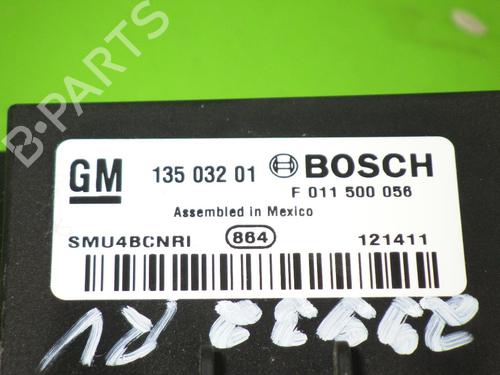 GM 135 032 01 BOSCH
F 011 500 056
Assembled in Mexico
SMU4BCNRI 864 121411
B-PARTS